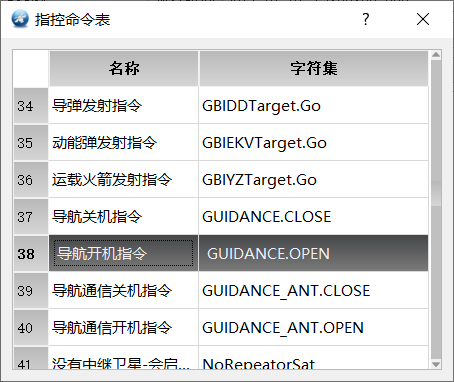 指控命令表
名称 字符集
34 导弹发射指令 GBIDDTarget.Go
35 动能弹发射指令 GBIEKVTarget.Go
36 运载火箭发射指令 GBIYZTarget.Go
37 导航关机指令 GUIDANCE.CLOSE
38 导航开机指令 GUIDANCE.OPEN
39 导航通信关机指令 GUIDANCE_ANT.CLOSE
40 导航通信开机指令 GUIDANCE_ANT.OPEN
41 没有中继卫星-会启... NoRepeatorSat